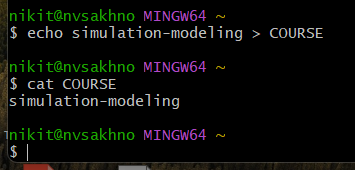 nikit@nvsakhno MINGW64 ~
$ echo simulation-modeling > COURSE
nikit@nvsakhno MINGW64 ~
$ cat COURSE
simulation-modeling
nikit@nvsakhno MINGW64 ~
$